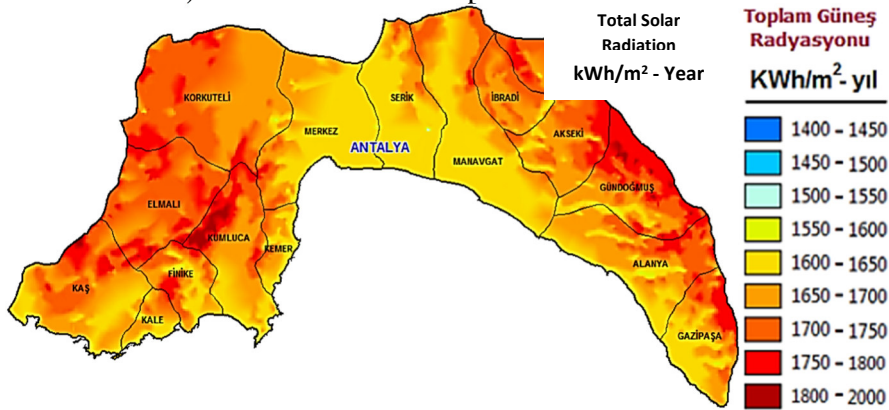 Total Solar
Radiation
kWh/m² - Year
Toplam Güneş
Radyasyonu
KWh/m²- yıl
1400 - 1450
1450 - 1500
1500 - 1550
1550 - 1600
1600 - 1650
1650 - 1700
1700 - 1750
1750 - 1800
1800 - 2000
KORKUTELİ
SERİK
İBRADİ
MERKEZ
AKSEKİ
ANTALYA
MANAVGAT
GÜNDOĞMUŞ
ELMALI
KUMLUCA
KEMER
FİNİKE
ALANYA
KAŞ
KALE
GAZİPAŞA